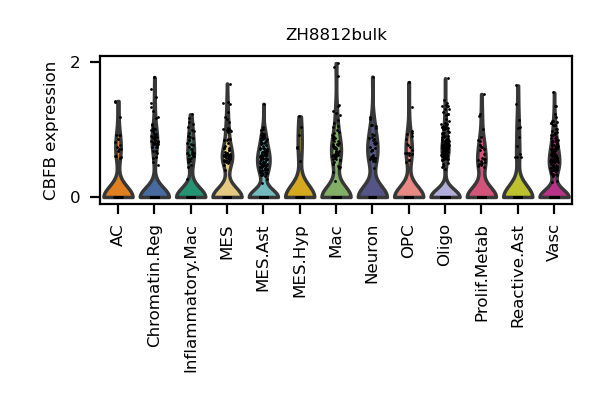 ZH8812bulk
CBFB expression
2
0
AC
Chromatin.Reg
Inflammatory.Mac
MES
MES.Ast
MES.Hyp
Mac
Neuron
OPC
Oligo
Prolif.Metab
Reactive.Ast
Vasc